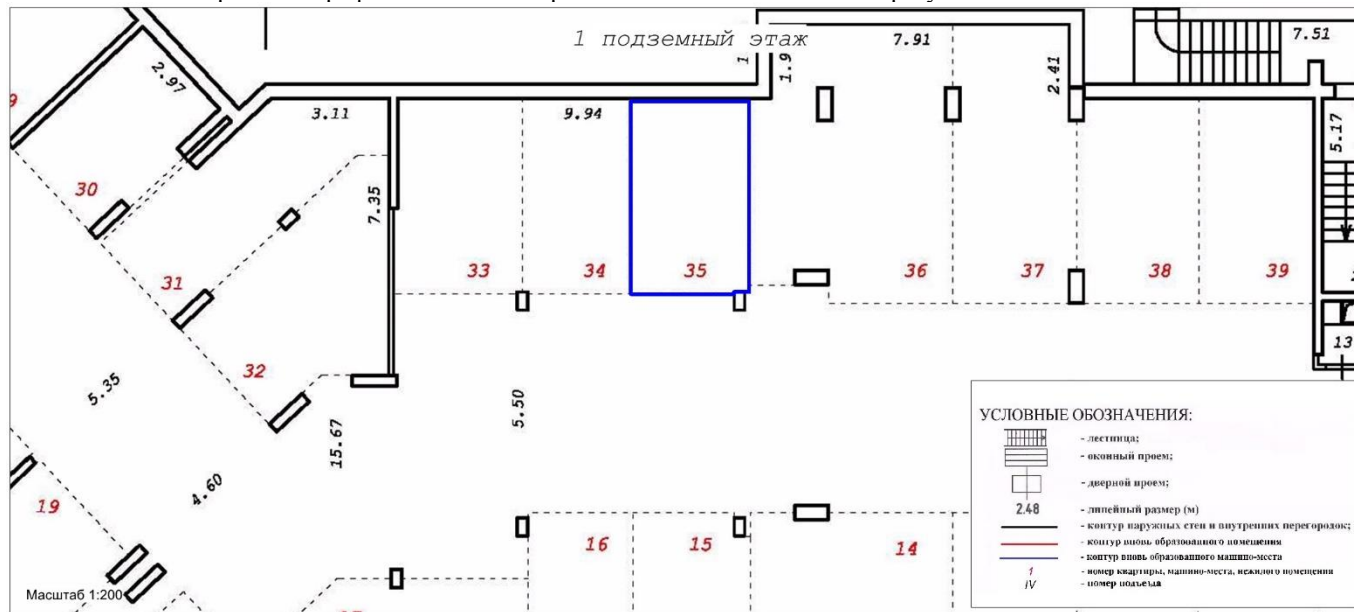 1 подземный этаж
7.91
7.51
2.97
3.11
9.94
1
1.9
2.41
5.17
9
30
7.35
31
33
34
35
36
37
38
39
32
13
5.35
5.50
15.67
4.60
19
16
15
14
УСЛОВНЫЕ ОБОЗНАЧЕНИЯ:
- лестница;
- оконный проем;
- дверной проем;
2.48 - линейный размер (м)
- контур наружных стен и внутренних перегородок;
- контур вновь образованного помещения
- контур вновь образованного машино-места
1 - номер квартиры, машино-места, нежилого помещения
IV - номер подъезда
Масштаб 1:200